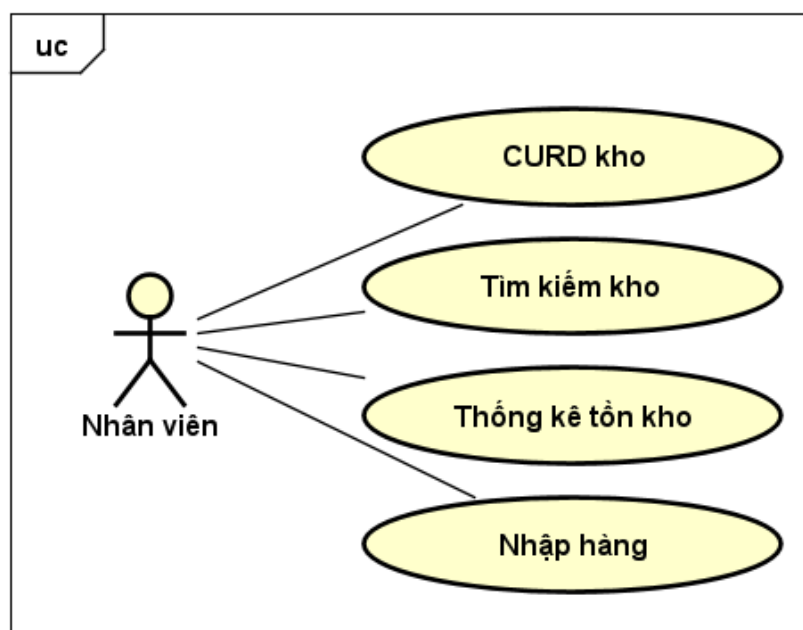 uc
CURD kho
Tìm kiếm kho
Thống kê tồn kho
Nhân viên
Nhập hàng